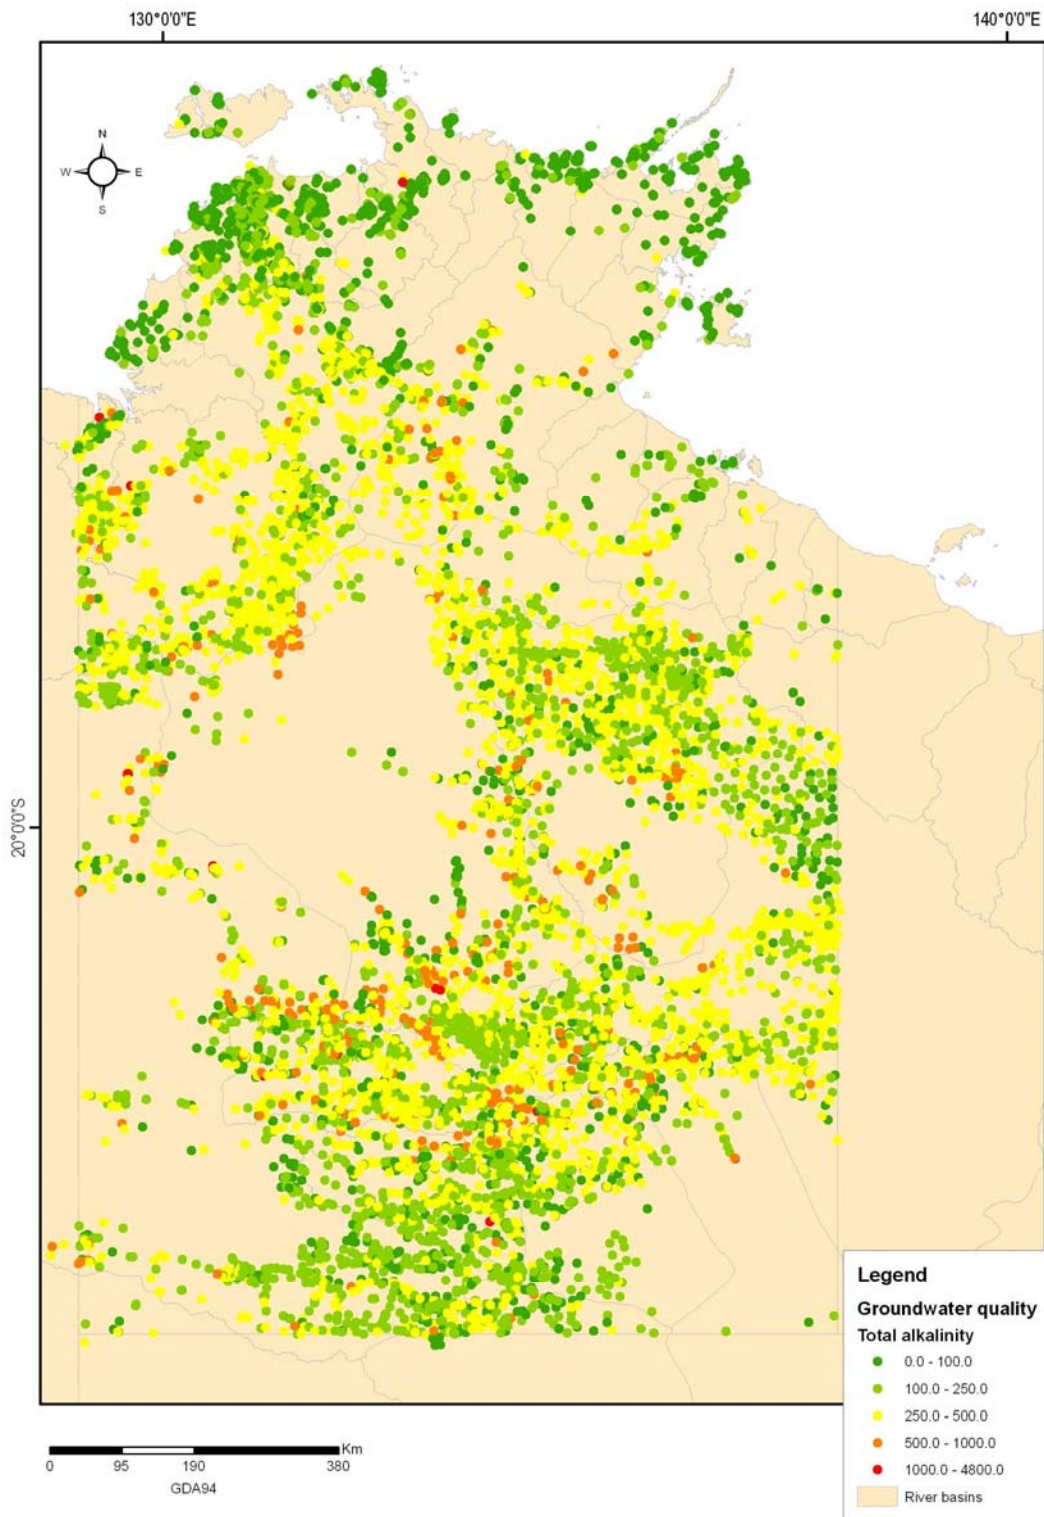 130°0'0"E
140°0'0"E
N
W
E
S
20°0'0"S
Legend
Groundwater quality
Total alkalinity
0.0 - 100.0
100.0 - 250.0
250.0 - 500.0
500.0 - 1000.0
1000.0 - 4800.0
River basins
Km
0 95 190 380
GDA94